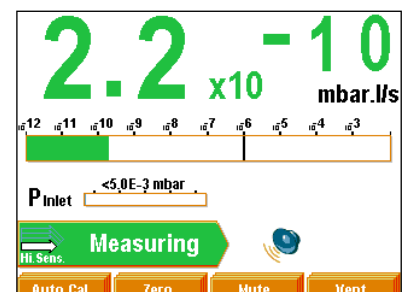 2.2 x10 -10
mbar.l/s
10-12 10-11 10-10 10-9 10-8 10-7 10-6 10-5 10-4 10-3
<5,0E-3 mbar
P Inlet
Measuring
Hi. Sens.
Auto Cal Zero Mute Vent